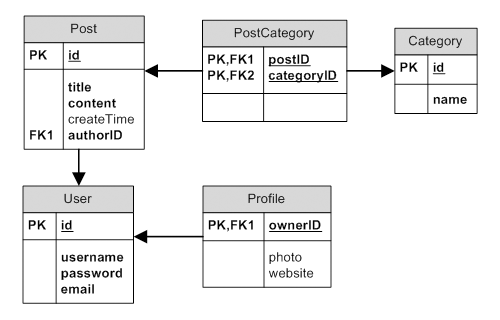 Post
PK id
title
content
createTime
FK1 authorID
PostCategory
PK,FK1 postID
PK,FK2 categoryID
Category
PK id
name
User
PK id
username
password
email
Profile
PK,FK1 ownerID
photo
website